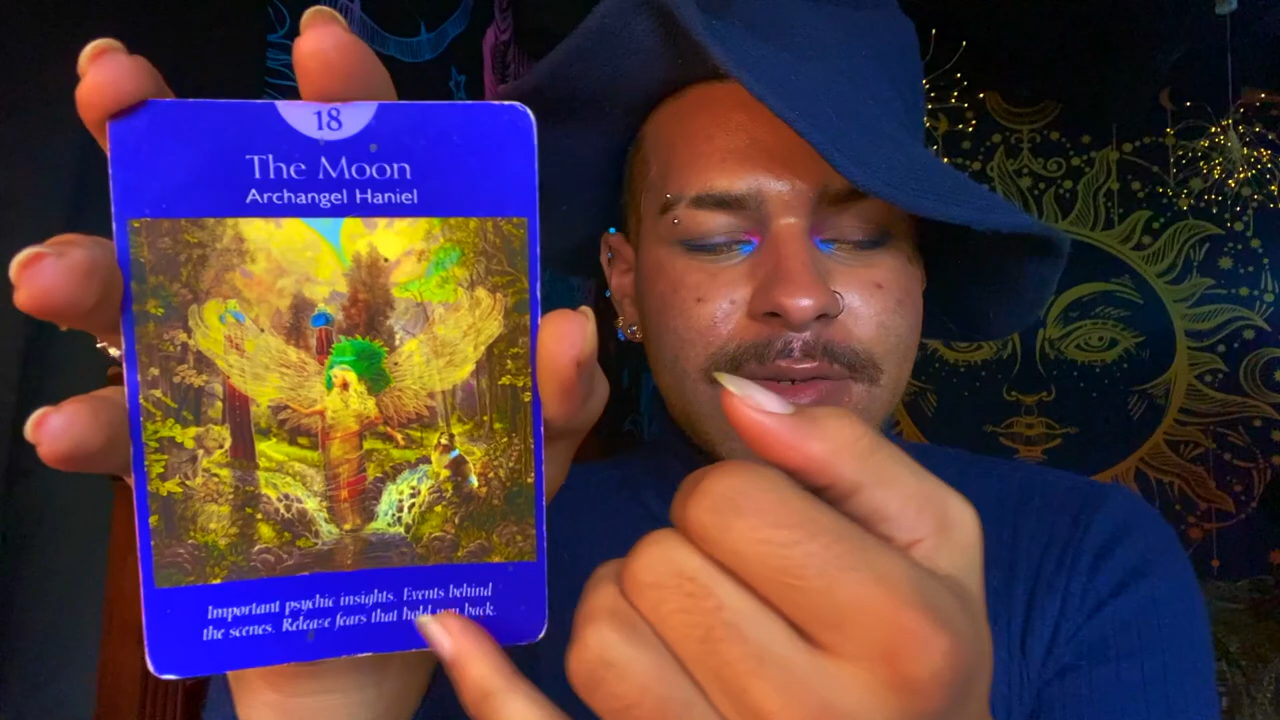 18
The Moon
Archangel Haniel
Important psychic insights. Events behind
the scenes. Release fears that hold you back.